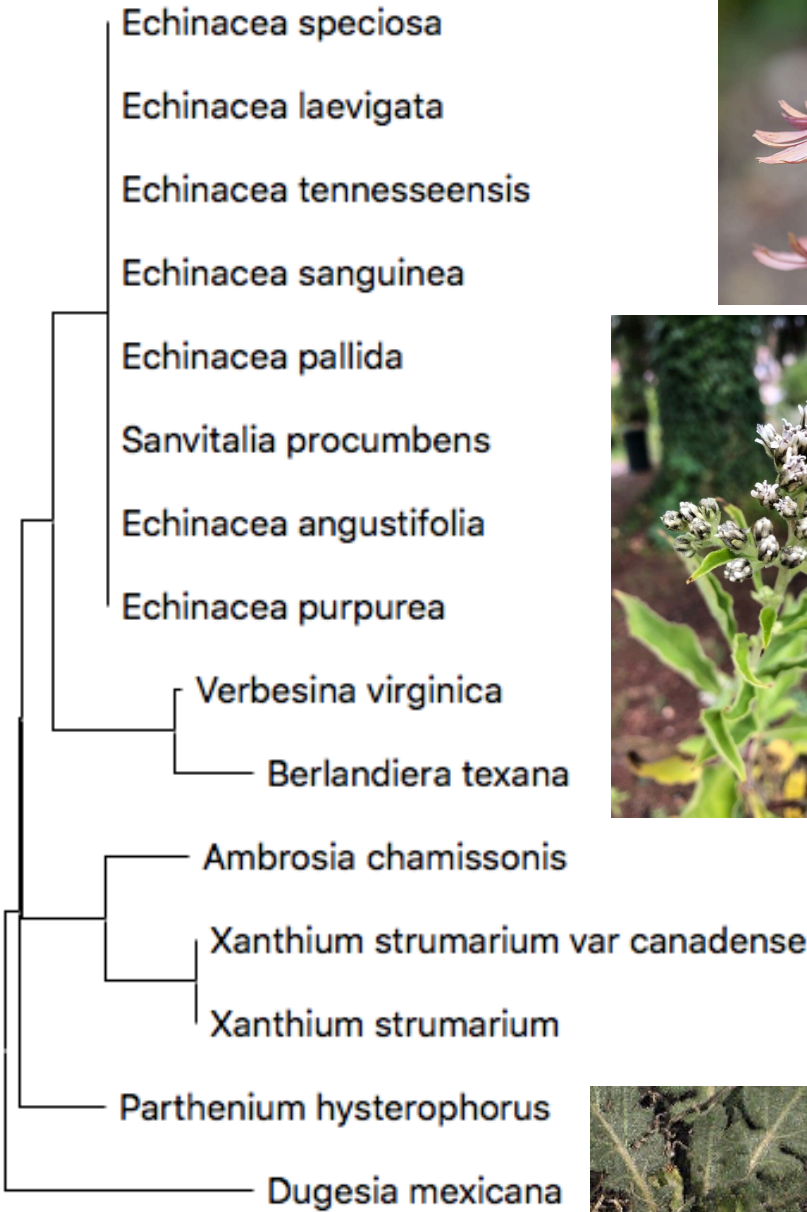 Echinacea speciosa
Echinacea laevigata
Echinacea tennesseensis
Echinacea sanguinea
Echinacea pallida
Sanvitalia procumbens
Echinacea angustifolia
Echinacea purpurea
Verbesina virginica
Berlandiera texana
Ambrosia chamissonis
Xanthium strumarium var canadense
Xanthium strumarium
Parthenium hysterophorus
Dugesia mexicana